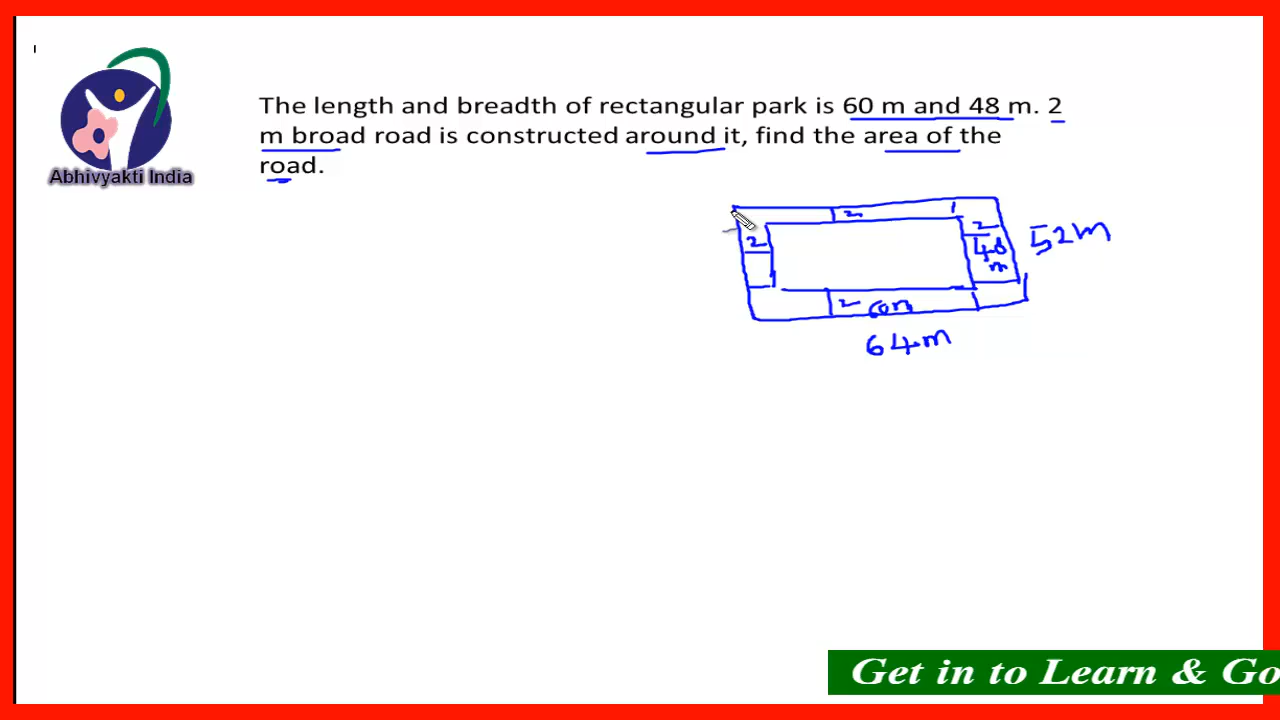 The length and breadth of rectangular park is 60 m and 48 m. 2
m broad road is constructed around it, find the area of the
road.
Abhivyakti India
2
2
2
48
m
52m
2
60m
64m
Get in to Learn & Go